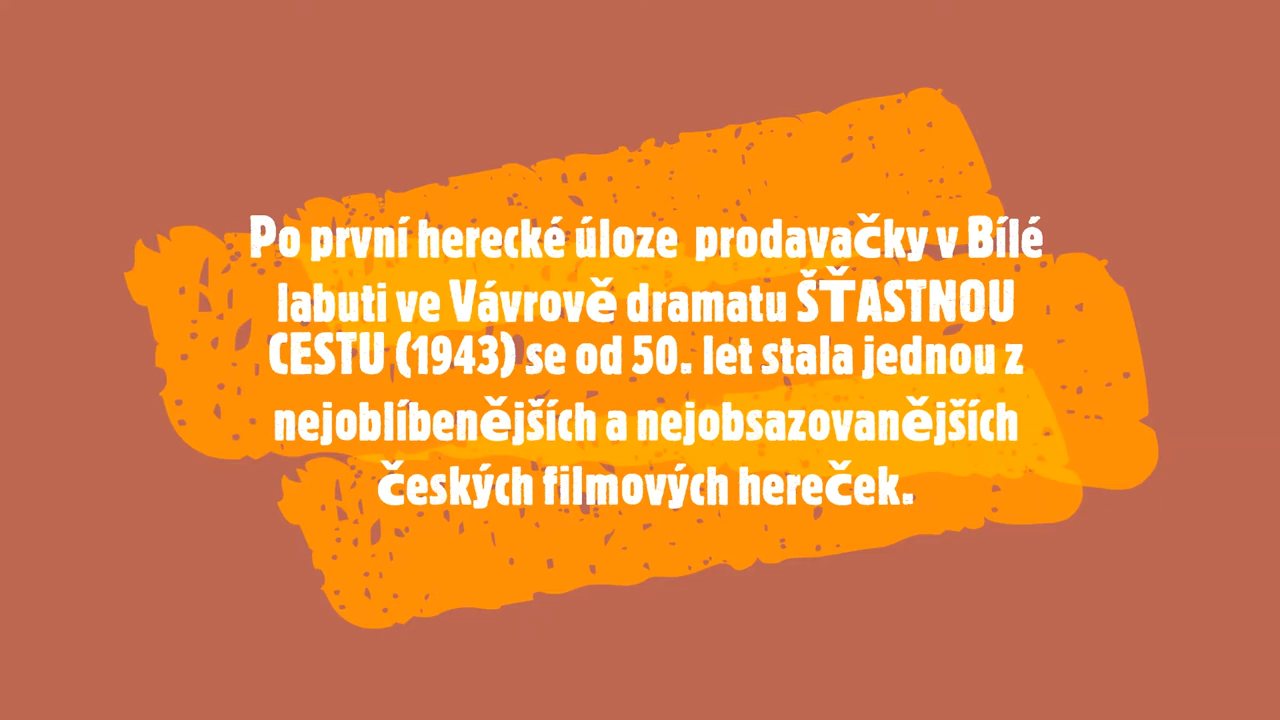 Po první herecké úloze prodavačky v Bílé
labuti ve Vávrově dramatu ŠŤASTNOU
CESTU (1943) se od 50. let stala jednou z
nejoblíbenějších a nejobsazovanějších
českých filmových hereček.